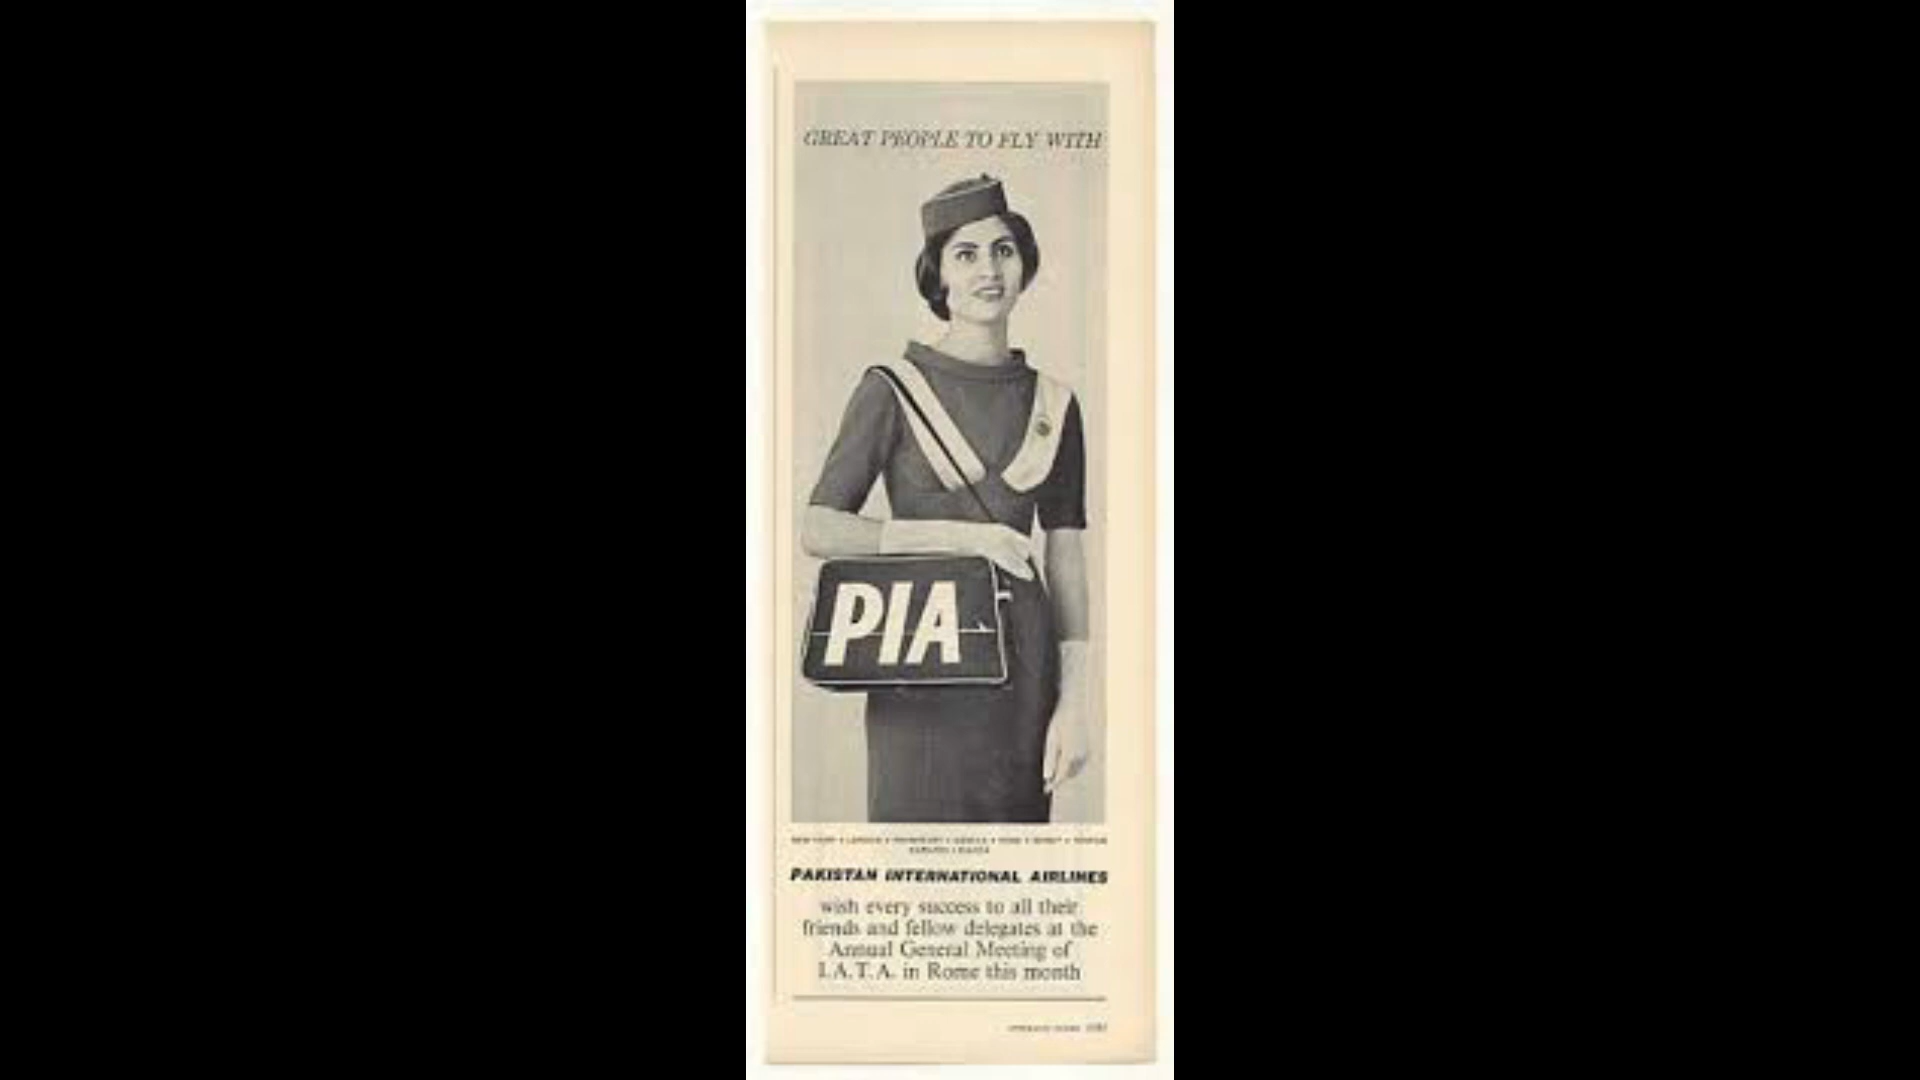 GREAT PEOPLE TO FLY WITH
PIA
PAKISTAN INTERNATIONAL AIRLINES
wish every success to all their
friends and fellow delegates at the
Annual General Meeting of
I.A.T.A. in Rome this month